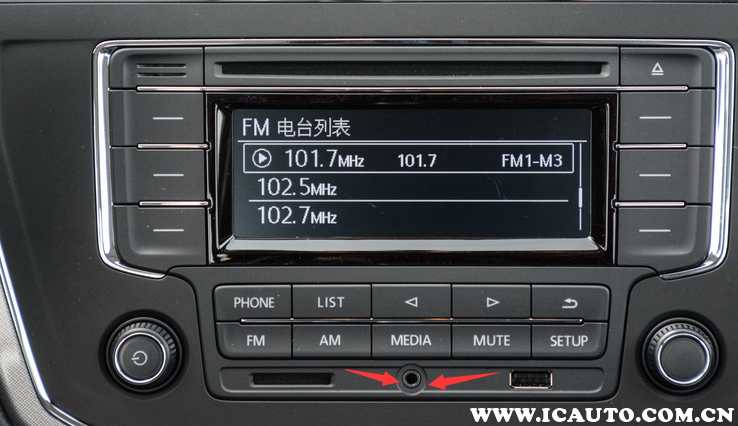 FM 电台列表
101.7MHz 101.7 FM1-M3
102.5MHz
102.7MHz
PHONE LIST
FM AM MEDIA MUTE SETUP
WWW.ICAUTO.COM.CN